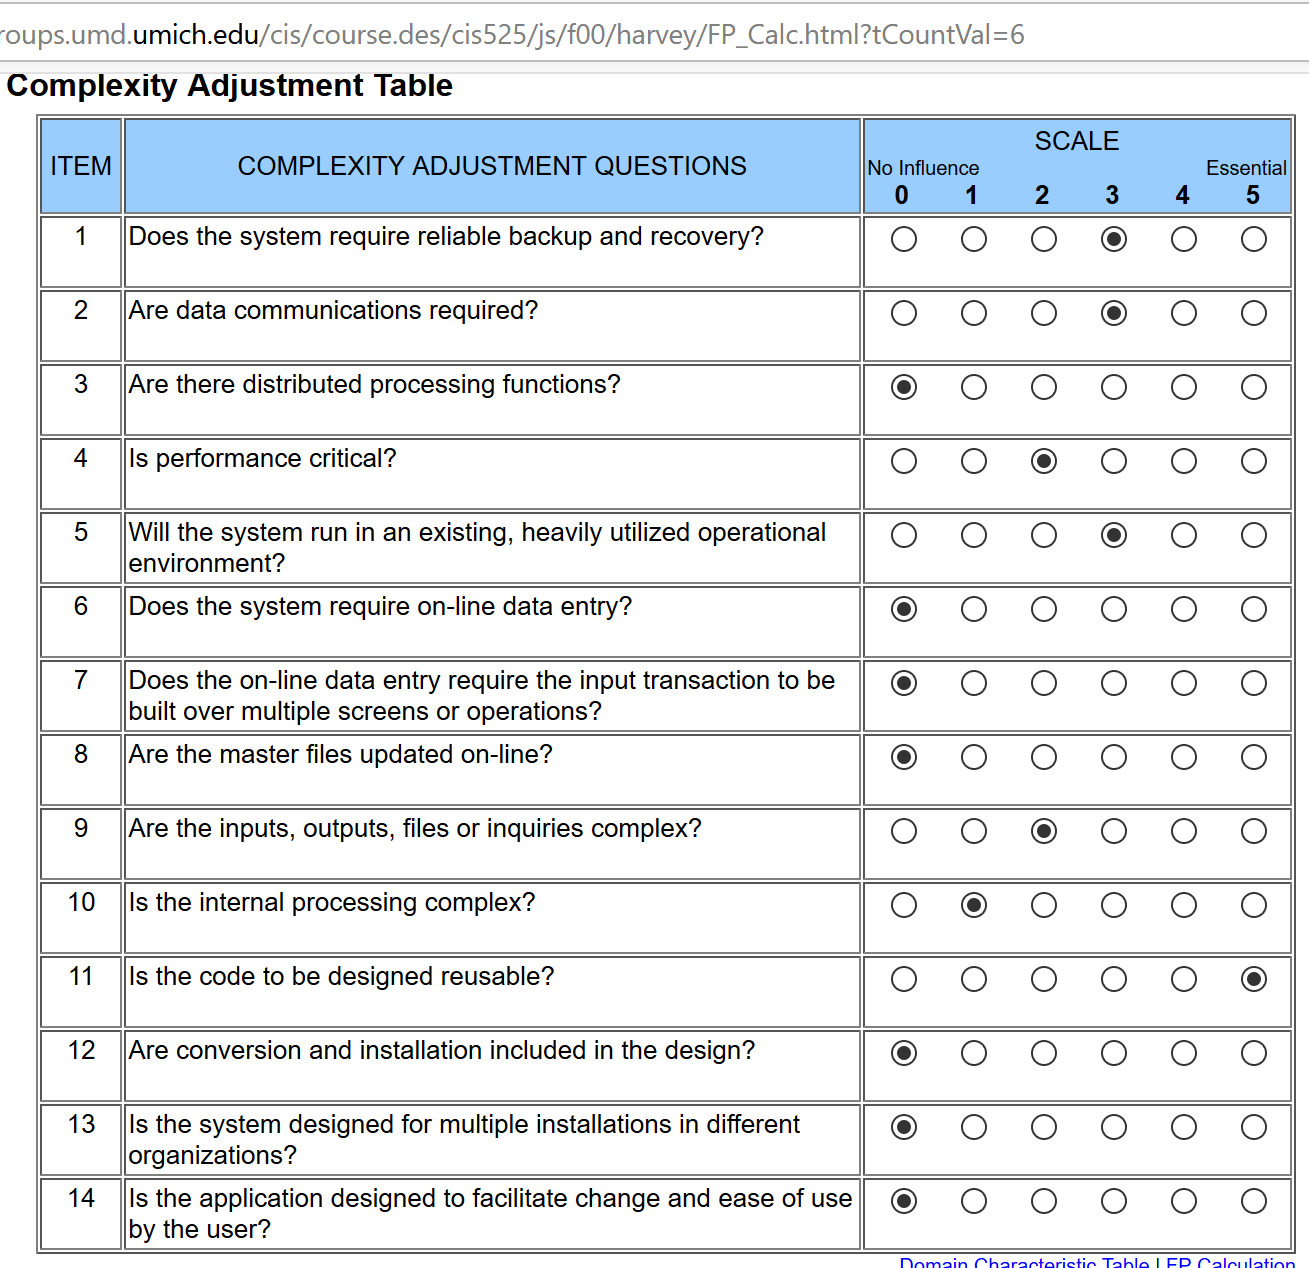 roups.umd.umich.edu/cis/course.des/cis525/js/f00/harvey/FP_Calc.html?tCountVal=6
Complexity Adjustment Table
ITEM
COMPLEXITY ADJUSTMENT QUESTIONS
SCALE
No Influence Essential
0 1 2 3 4 5
1 Does the system require reliable backup and recovery?
2 Are data communications required?
3 Are there distributed processing functions?
4 Is performance critical?
5 Will the system run in an existing, heavily utilized operational
environment?
6 Does the system require on-line data entry?
7 Does the on-line data entry require the input transaction to be
built over multiple screens or operations?
8 Are the master files updated on-line?
9 Are the inputs, outputs, files or inquiries complex?
10 Is the internal processing complex?
11 Is the code to be designed reusable?
12 Are conversion and installation included in the design?
13 Is the system designed for multiple installations in different
organizations?
14 Is the application designed to facilitate change and ease of use
by the user?
Domain Characteristic Table | FP Calculation